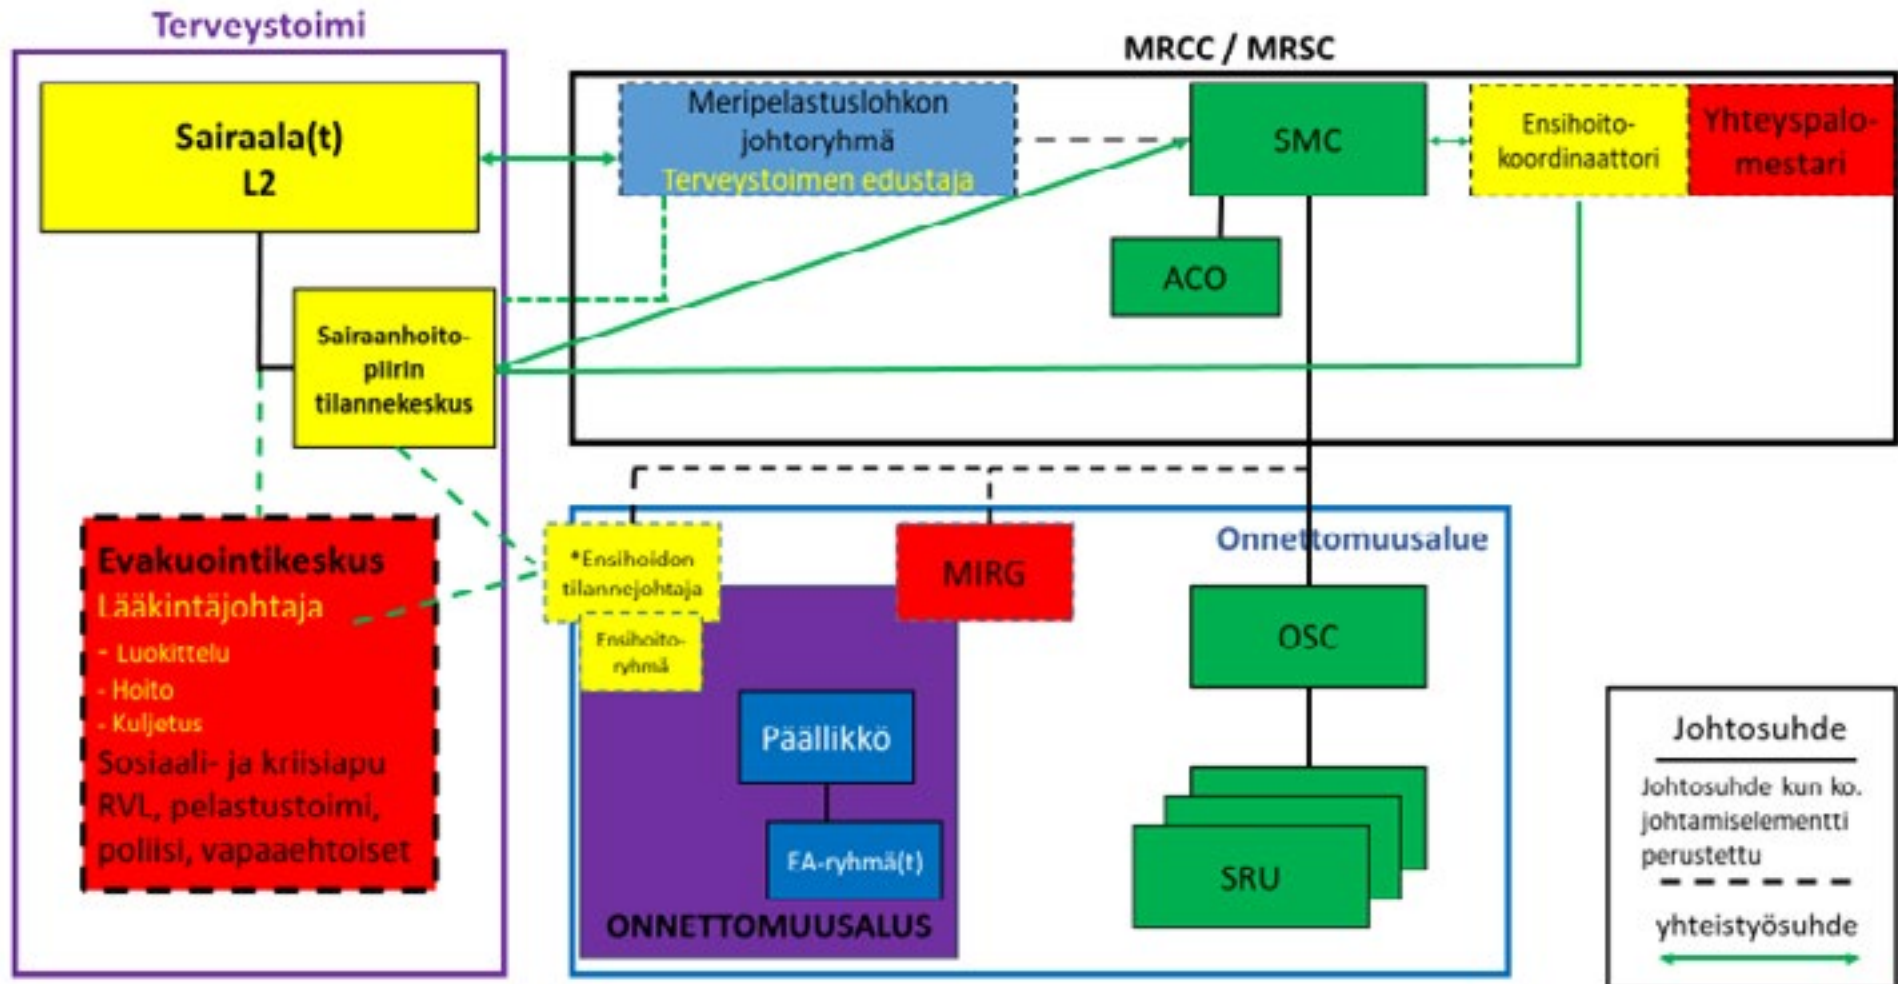 Terveystoimi
MRCC / MRSC
Sairaala(t)
L2
Meripelastuslohkon
johtoryhmä
Terveystoimen edustaja
SMC
Ensihoito-
koordinaattori
Yhteyspalo-
mestari
ACO
Sairaanhoito-
piirin
tilannekeskus
Evakuointikeskus
Lääkintäjohtaja
- Luokittelu
- Hoito
- Kuljetus
Sosiaali- ja kriisiapu
RVL, pelastustoimi,
poliisi, vapaaehtoiset
*Ensihoidon
tilannejohtaja
Ensihoito-
ryhmä
MIRG
Onnettomuusalue
OSC
Päällikkö
EA-ryhmä(t)
ONNETTOMUUSALUS
SRU
Johtosuhde
Johtosuhde kun ko.
johtamiselementti
perustettu
yhteistyösuhde